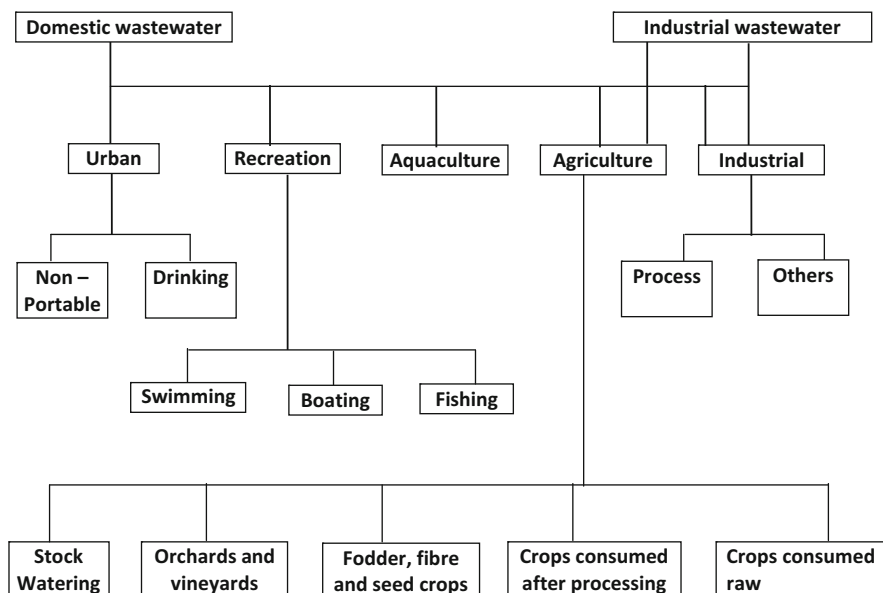 Domestic wastewater
Industrial wastewater
Urban
Recreation
Aquaculture
Agriculture
Industrial
Non –
Portable
Drinking
Process
Others
Swimming
Boating
Fishing
Stock
Watering
Orchards and
vineyards
Fodder, fibre
and seed crops
Crops consumed
after processing
Crops consumed
raw